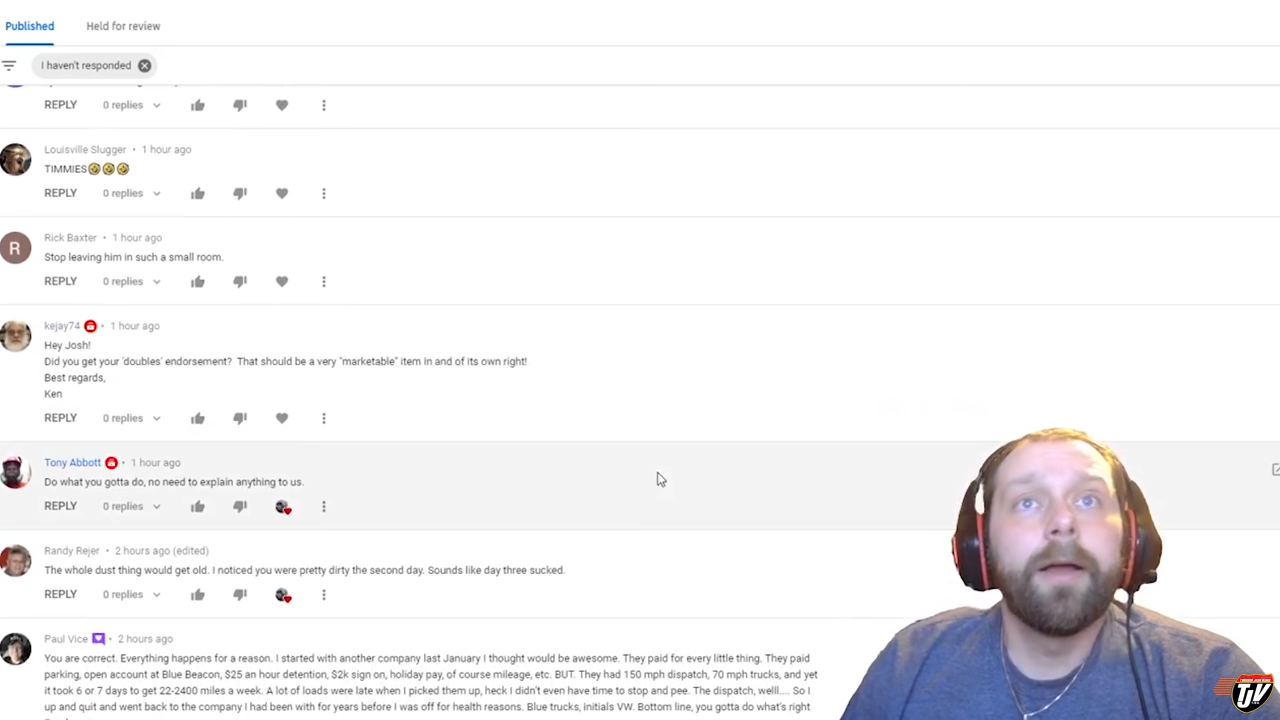 Published Held for review
I haven't responded
REPLY 0 replies
Louisville Slugger • 1 hour ago
TIMMIES🤣🤣🤣
REPLY 0 replies
R
Rick Baxter • 1 hour ago
Stop leaving him in such a small room.
REPLY 0 replies
kejay74 • 1 hour ago
Hey Josh!
Did you get your 'doubles' endorsement? That should be a very "marketable" item in and of its own right!
Best regards,
Ken
REPLY 0 replies
Tony Abbott • 1 hour ago
Do what you gotta do, no need to explain anything to us.
REPLY 0 replies
Randy Rejer • 2 hours ago (edited)
The whole dust thing would get old. I noticed you were pretty dirty the second day. Sounds like day three sucked.
REPLY 0 replies
Paul Vice • 2 hours ago
You are correct. Everything happens for a reason. I started with another company last January I thought would be awesome. They paid for every little thing. They paid
parking, open account at Blue Beacon, $25 an hour detention, $2k sign on, holiday pay, of course mileage, etc. BUT. They had 150 mph dispatch, 70 mph trucks, and yet
it took 6 or 7 days to get 22-2400 miles a week. A lot of loads were late when I picked them up, heck I didn't even have time to stop and pee. The dispatch, welll.... So I
up and quit and went back to the company I had been with for years before I was off for health reasons. Blue trucks, initials VW. Bottom line, you gotta do what's right
TJV